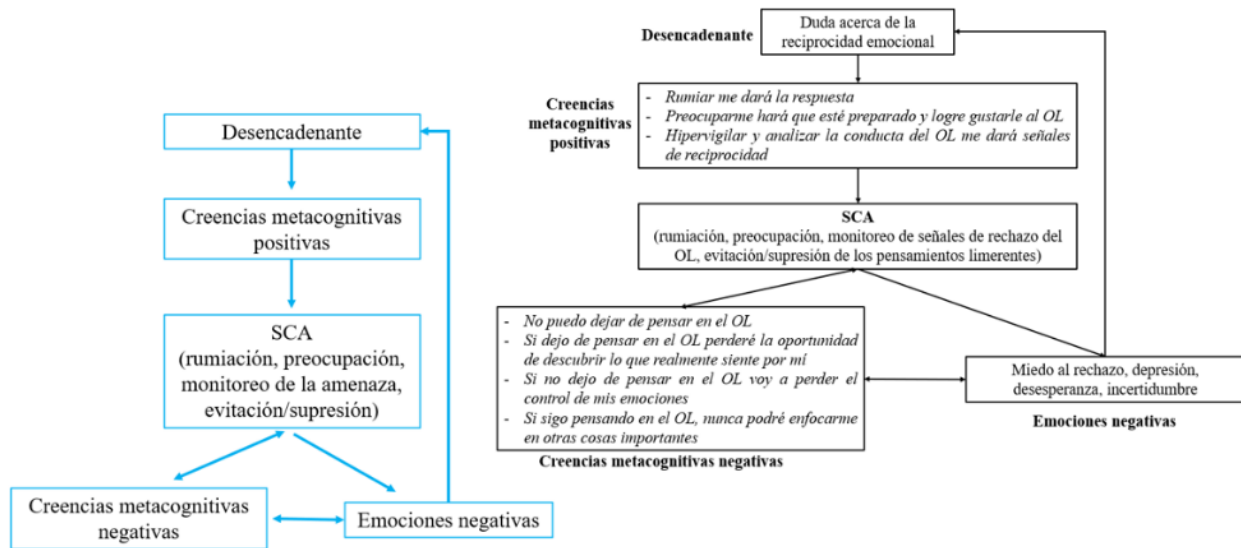 Desencadenante
Creencias metacognitivas
positivas
SCA
(rumiación, preocupación,
monitoreo de la amenaza,
evitación/supresión)
Creencias metacognitivas
negativas
Emociones negativas
Desencadenante
Duda acerca de la
reciprocidad emocional
Creencias
metacognitivas
positivas
- Rumiar me dará la respuesta
- Preocuparme hará que esté preparado y logre gustarle al OL
- Hipervigilar y analizar la conducta del OL me dará señales
de reciprocidad
SCA
(rumiación, preocupación, monitoreo de señales de rechazo del
OL, evitación/supresión de los pensamientos limerentes)
- No puedo dejar de pensar en el OL
- Si dejo de pensar en el OL perderé la oportunidad
de descubrir lo que realmente siente por mí
- Si no dejo de pensar en el OL voy a perder el
control de mis emociones
- Si sigo pensando en el OL, nunca podré enfocarme
en otras cosas importantes
Creencias metacognitivas negativas
Miedo al rechazo, depresión,
desesperanza, incertidumbre
Emociones negativas